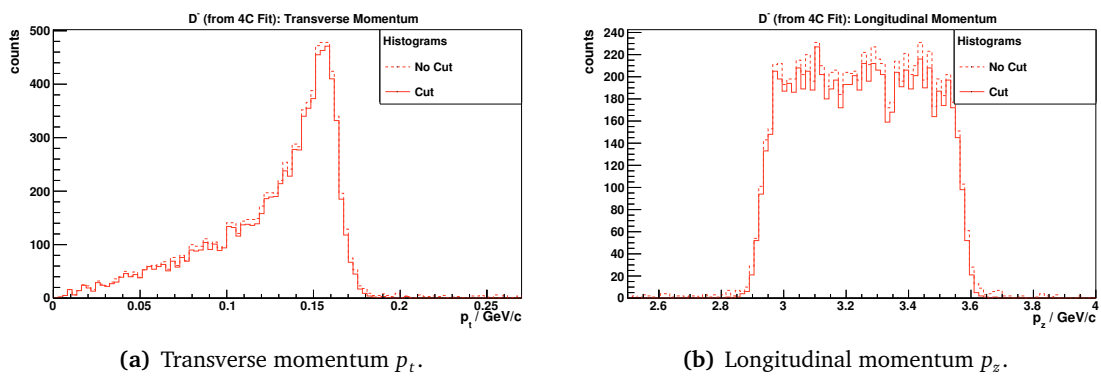 D⁻ (from 4C Fit): Transverse Momentum
counts
500
400
300
200
100
0
0 0.05 0.1 0.15 0.2 0.25
p_t / GeV/c
Histograms
No Cut
Cut
(a) Transverse momentum p_t.
D⁻ (from 4C Fit): Longitudinal Momentum
counts
240
220
200
180
160
140
120
100
80
60
40
20
0
2.6 2.8 3 3.2 3.4 3.6 3.8 4
p_z / GeV/c
Histograms
No Cut
Cut
(b) Longitudinal momentum p_z.